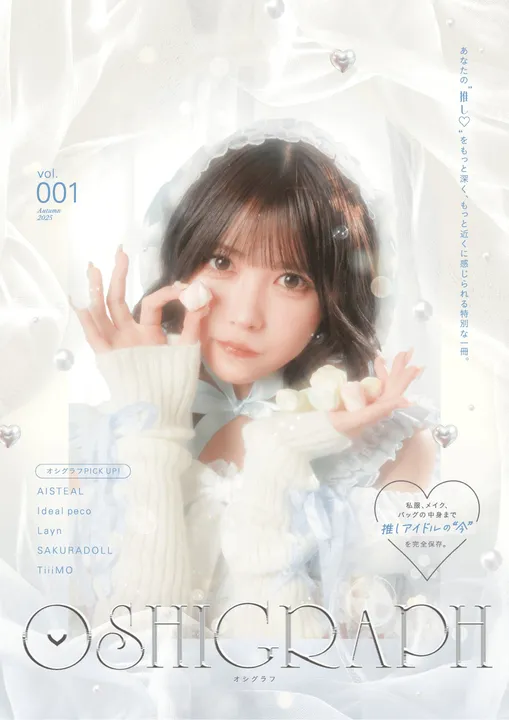 あなたの“推し♡”をもっと深く、もっと近くに感じられる特別な一冊。
vol.
001
Autumn
2025
オシグラフPICK UP!
AISTEAL
Ideal peco
Layn
SAKURADOLL
TiiiMO
私服、メイク、
バッグの中身まで
推しアイドルの“今”
を完全保存。
OSHIGRAPH
オシグラフ